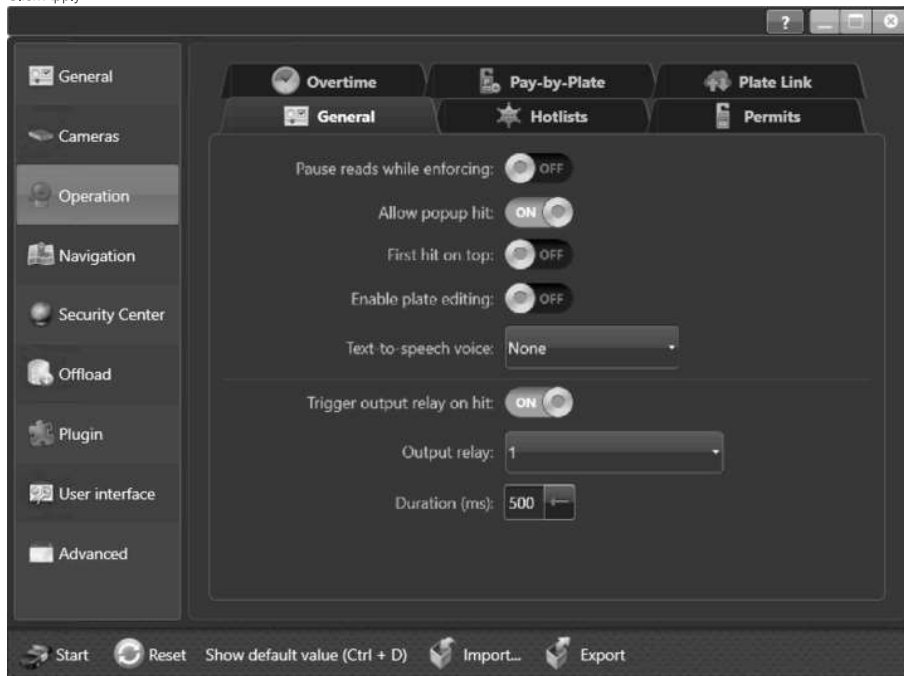 ?
General
Cameras
Operation
Navigation
Security Center
Offload
Plugin
User interface
Advanced
Overtime Pay-by-Plate Plate Link
General Hotlists Permits
Pause reads while enforcing: OFF
Allow popup hit: ON
First hit on top: OFF
Enable plate editing: OFF
Text-to-speech voice: None
Trigger output relay on hit: ON
Output relay: 1
Duration (ms): 500
Start Reset Show default value (Ctrl + D) Import... Export